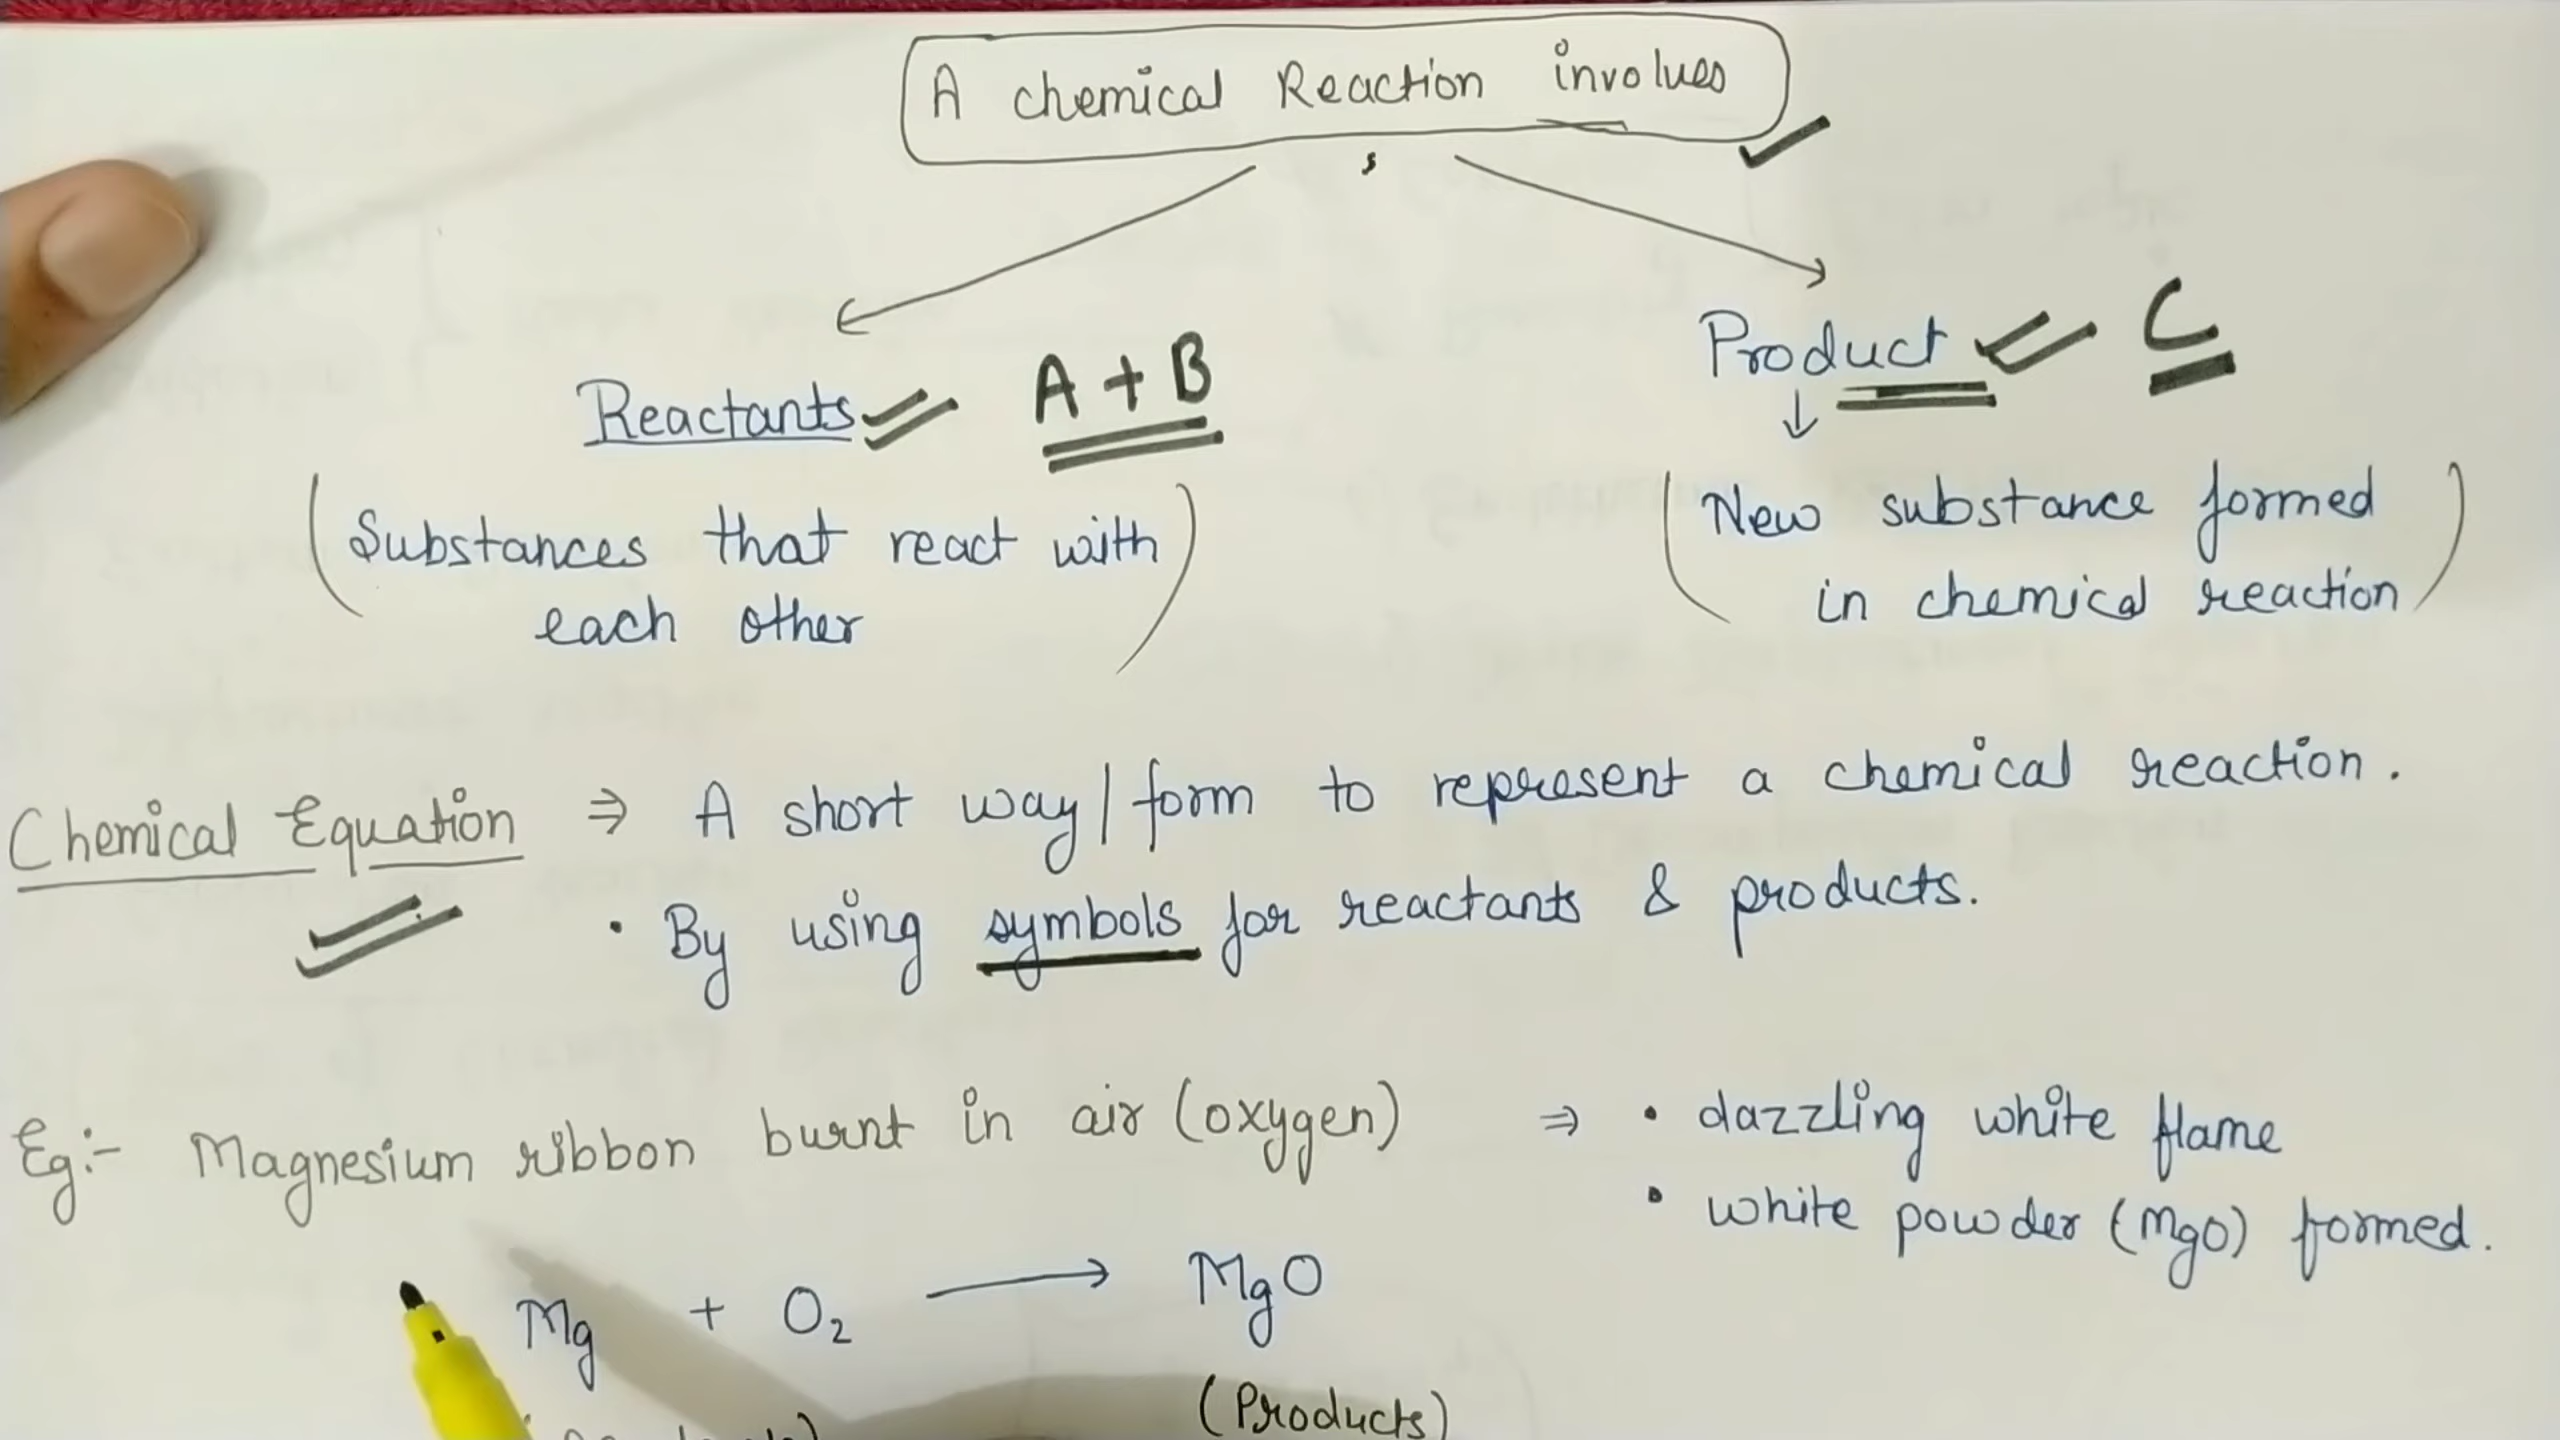 A chemical Reaction involves
Reactants A + B
Product C
(Substances that react with
each other)
↓
(New substance formed
in chemical reaction)
Chemical Equation ⇒ A short way/form to represent a chemical reaction.
• By using symbols for reactants & products.
Eg:- Magnesium ribbon burnt in air (oxygen) ⇒ • dazzling white flame
• white powder (MgO) formed.
Mg + O₂ → MgO
(Products)